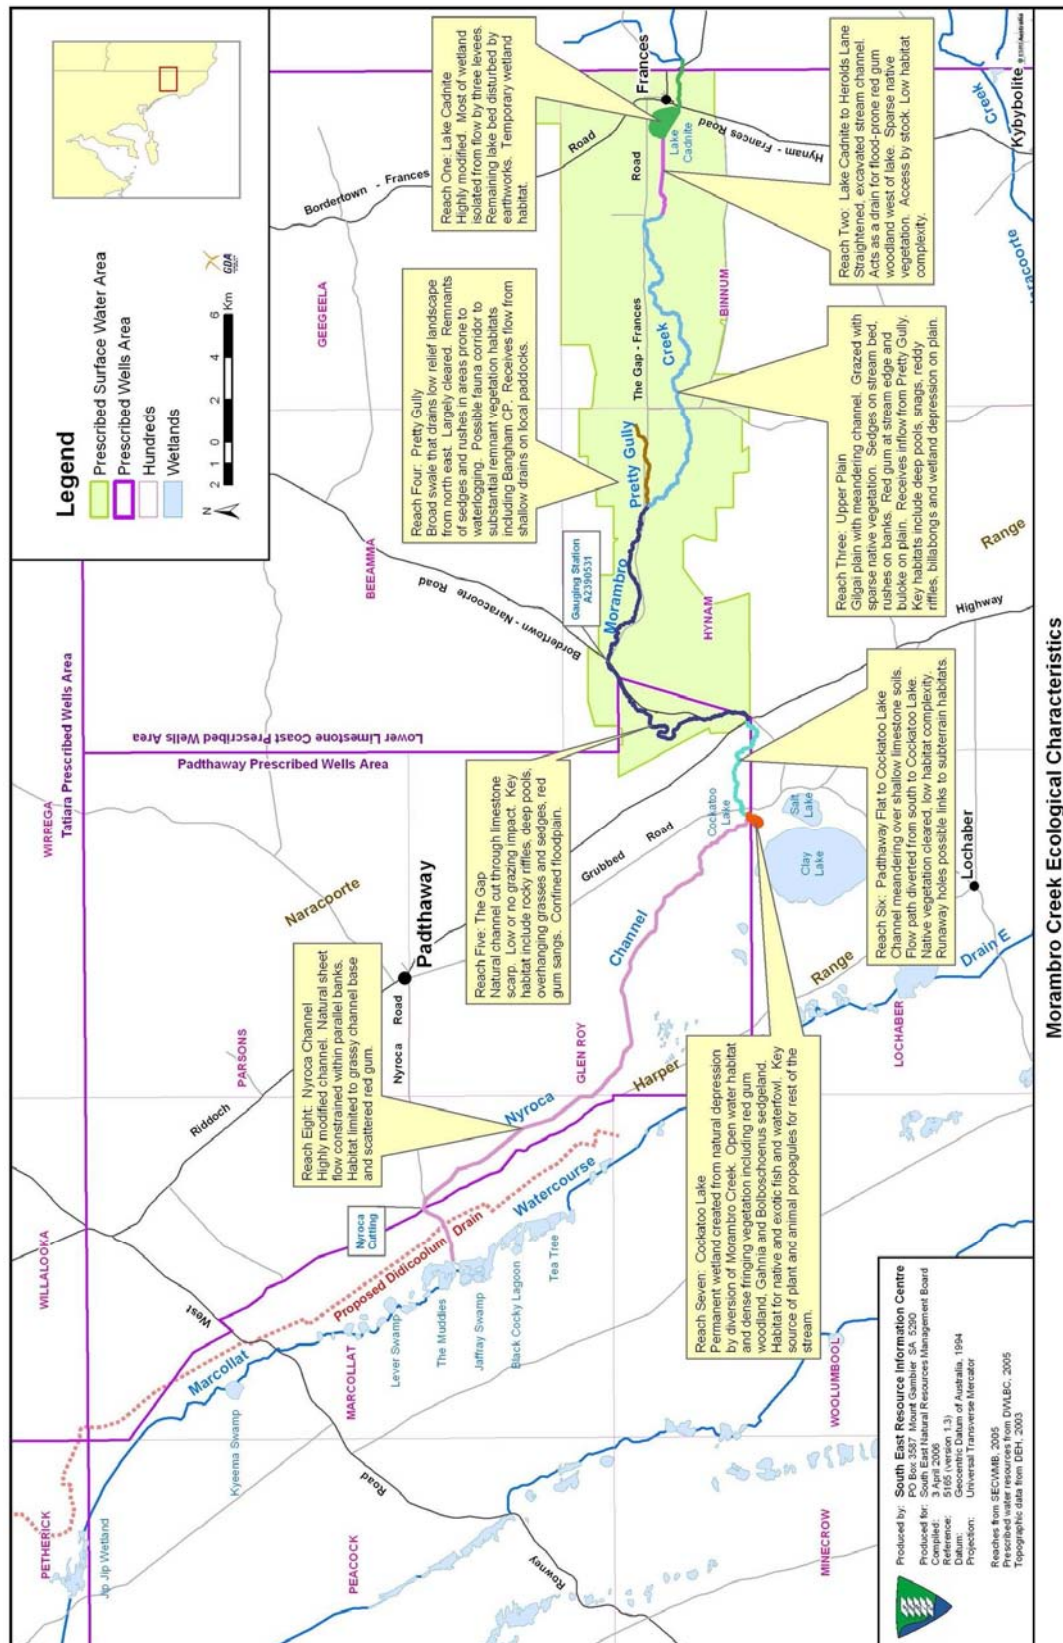 Legend
Prescribed Surface Water Area
Prescribed Wells Area
Hundreds
Wetlands
N
2 1 0 2 4 6
Km
GDA
PETHERICK
WILLALOOKA
WIRREGA
Tatiara Prescribed Wells Area
Jip Jip Wetland
Kyeema Swamp
Marcollat
West
Riddoch
PARSONS
Naracoorte
Padthaway Prescribed Wells Area
Lower Limestone Coast Prescribed Wells Area
BEEAMMA
Bordertown - Naracoorte Road
GEEGEELA
Bordertown - Frances
Road
Reach One: Lake Cadnite
Highly modified. Most of wetland
isolated from flow by three levees.
Remaining lake bed disturbed by
earthworks. Temporary wetland
habitat.
Reach Four: Pretty Gully
Broad swale that drains low relief landscape
from north east. Largely cleared. Remnants
of sedges and rushes in areas prone to
waterlogging. Possible fauna corridor to
substantial remnant vegetation habitats
including Bangham CP. Receives flow from
shallow drains on local paddocks.
Reach Eight: Nyroca Channel
Highly modified channel. Natural sheet
flow constrained within parallel banks.
Habitat limited to grassy channel base
and scattered red gum.
Reach Five: The Gap
Natural channel cut through limestone
scarp. Low or no grazing impact. Key
habitat include rocky riffles, deep pools,
overhanging grasses and sedges, red
gum sangs. Confined floodplain.
Padthaway
Nyroca Road
Nyroca
Cutting
Gauging Station
A2390531
PEACOCK
MARCOLLAT
Road
Rowney
Lever Swamp
The Muddies
Jaffray Swamp
Black Cocky Lagoon
Tea Tree
Proposed Didicoolum Drain
Watercourse
Nyroca
Channel
GLEN ROY
Harper
Range
Grubbed Road
Cockatoo
Lake
Salt
Lake
Clay
Lake
Morambro
Pretty Gully
Creek
The Gap - Frances
Road
Frances
Lake
Cadnite
Hynam - Frances Road
HYNAM
BINNUM
Highway
Range
Reach Seven: Cockatoo Lake
Permanent wetland created from natural depression
by diversion of Morambro Creek. Open water habitat
and dense fringing vegetation including red gum
woodland, Gahnia and Bolboschoenus sedgeland.
Habitat for native and exotic fish and waterfowl. Key
source of plant and animal propagules for rest of the
stream.
Reach Six: Padthaway Flat to Cockatoo Lake
Channel meandering over shallow limestone soils.
Flow path diverted from south to Cockatoo Lake.
Native vegetation cleared, low habitat complexity.
Runaway holes possible links to subterrain habitats.
Reach Three: Upper Plain
Gilgai plain with meandering channel. Grazed with
sparse native vegetation. Sedges on stream bed,
rushes on banks. Red gum at stream edge and
buloke on plain. Receives inflow from Pretty Gully.
Key habitats include deep pools, snags, reddy
riffles, billabongs and wetland depression on plain.
Reach Two: Lake Cadnite to Herolds Lane
Straightened, excavated stream channel.
Acts as a drain for flood-prone red gum
woodland west of lake. Sparse native
vegetation. Access by stock. Low habitat
complexity.
MINECROW
WOOLUMBOOL
LOCHABER
Drain E
Lochaber
Creek
Kybybolite
Produced by: South East Resource Information Centre
PO Box 3587 Mount Gambier SA 5290
Produced for: South East Natural Resources Management Board
Compiled: 3 April 2006
Reference: 5165 (version 1.3)
Datum: Geocentric Datum of Australia, 1994
Projection: Universal Transverse Mercator
Reaches from SECWMB, 2005
Prescribed water resources from DWLBC, 2005
Topographic data from DEH, 2003
Morambro Creek Ecological Characteristics